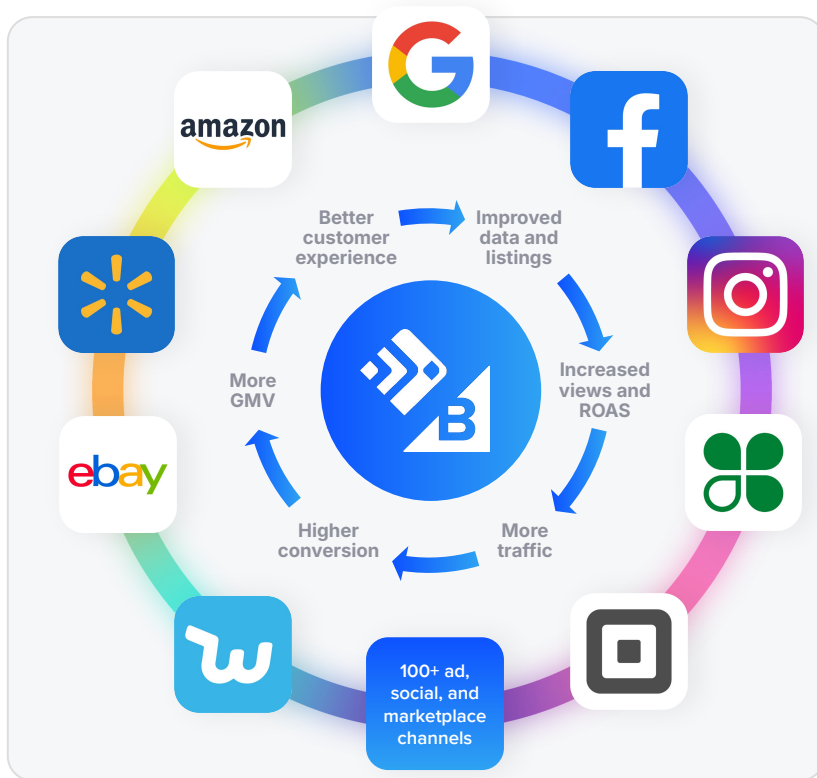 amazon
Better
customer
experience
Improved
data and
listings
Increased
views and
ROAS
More
traffic
Higher
conversion
More
GMV
B
ebay
100+ ad,
social, and
marketplace
channels